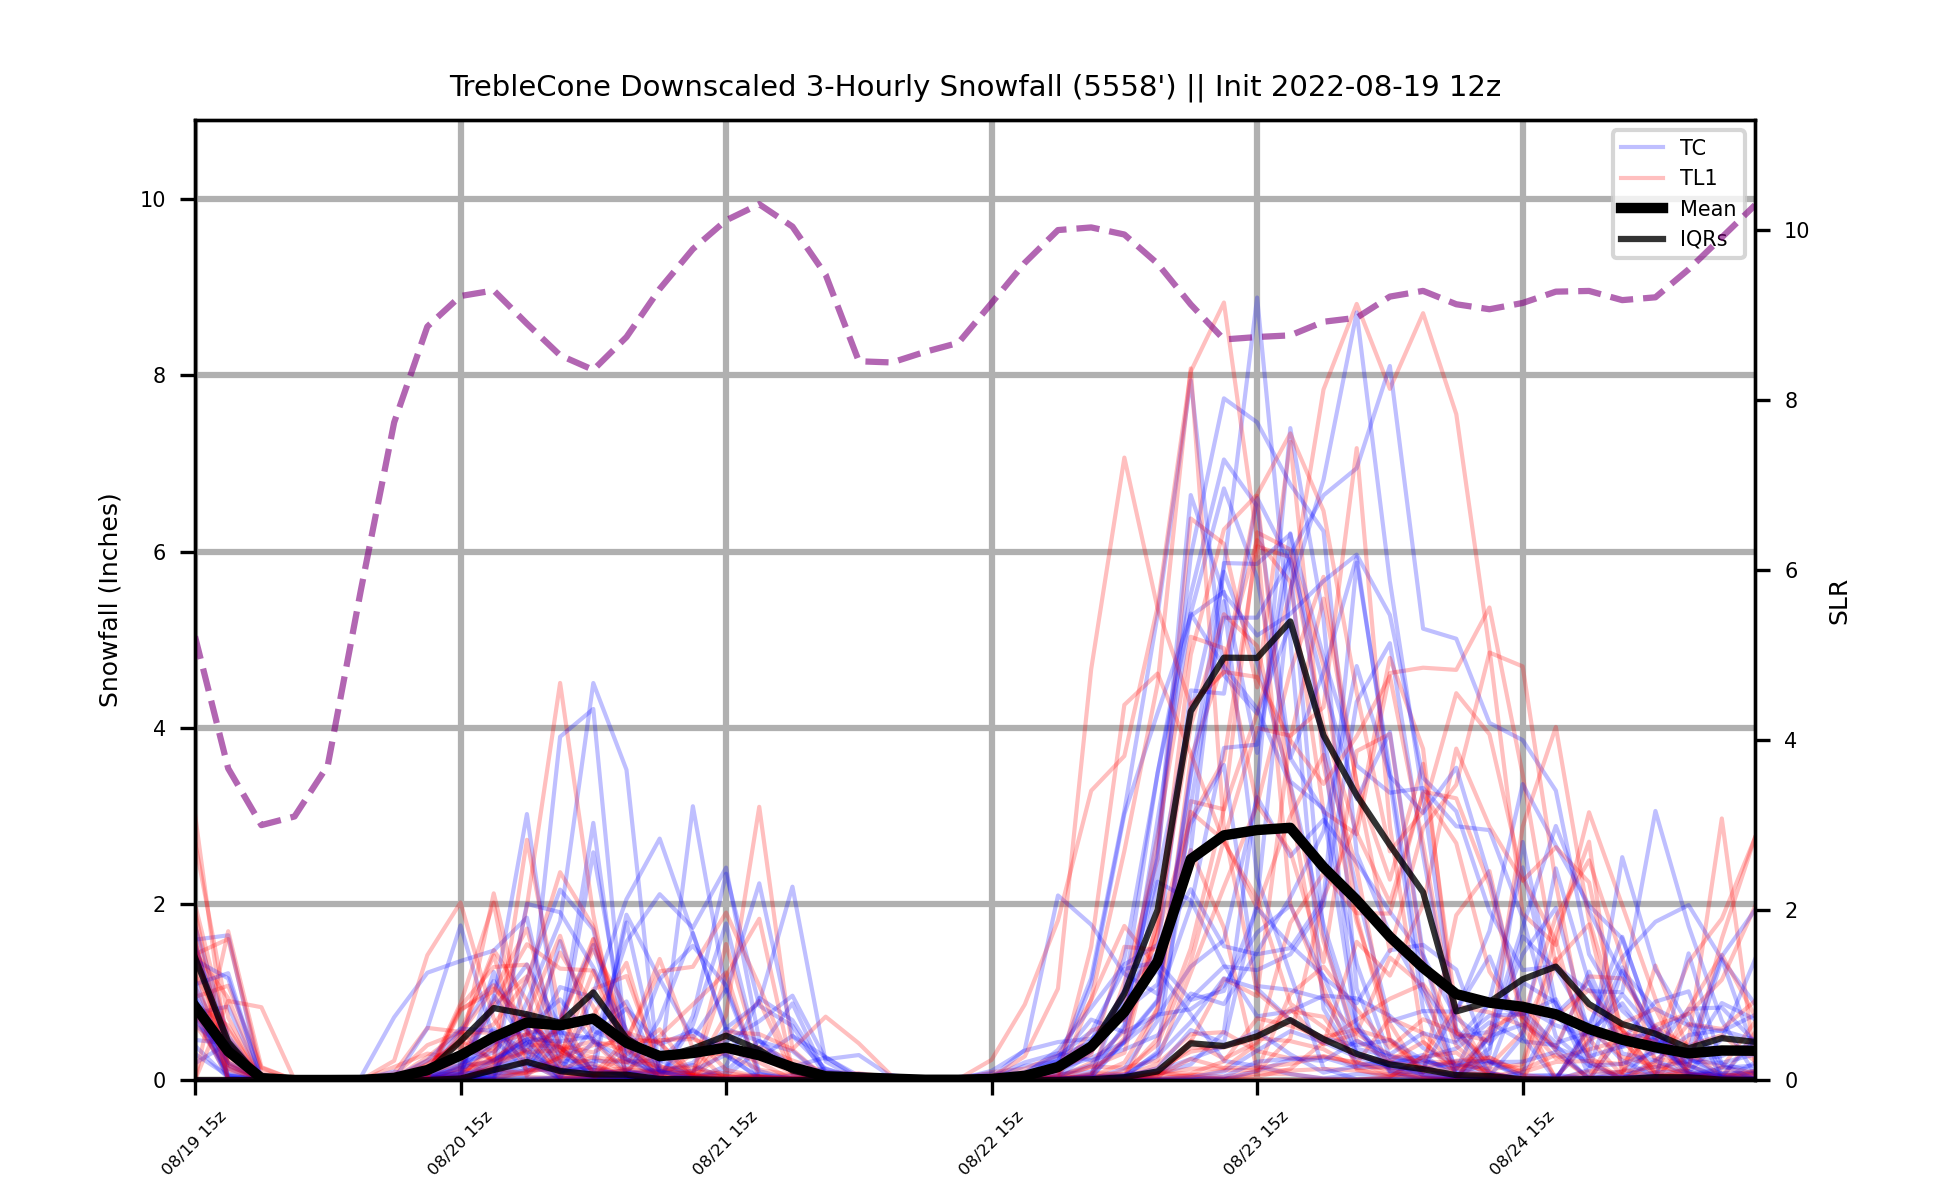 TrebleCone Downscaled 3-Hourly Snowfall (5558') || Init 2022-08-19 12z
TC
TL1
Mean
IQRs
Snowfall (Inches)
10
8
6
4
2
0
SLR
10
8
6
4
2
0
08/19 15z
08/20 15z
08/21 15z
08/22 15z
08/23 15z
08/24 15z